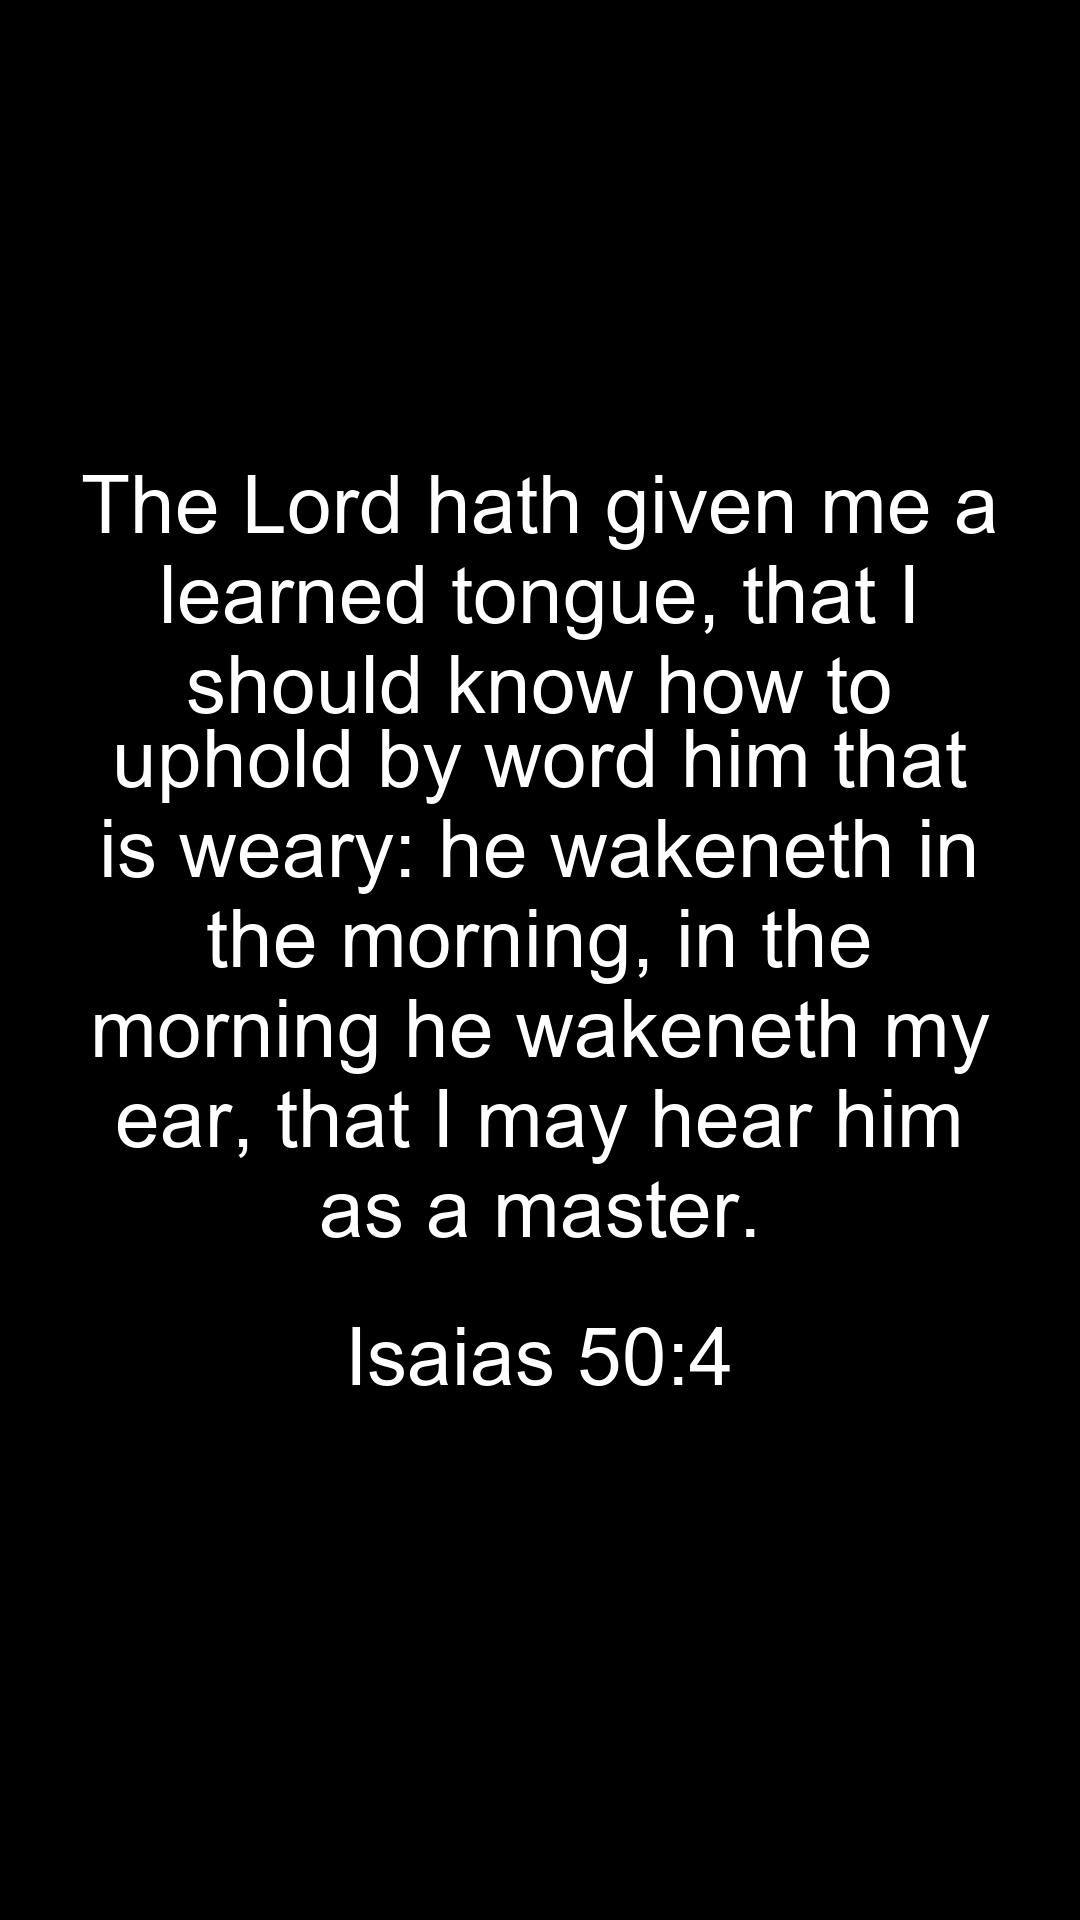 The Lord hath given me a
learned tongue, that I
should know how to
uphold by word him that
is weary: he wakeneth in
the morning, in the
morning he wakeneth my
ear, that I may hear him
as a master.
Isaias 50:4